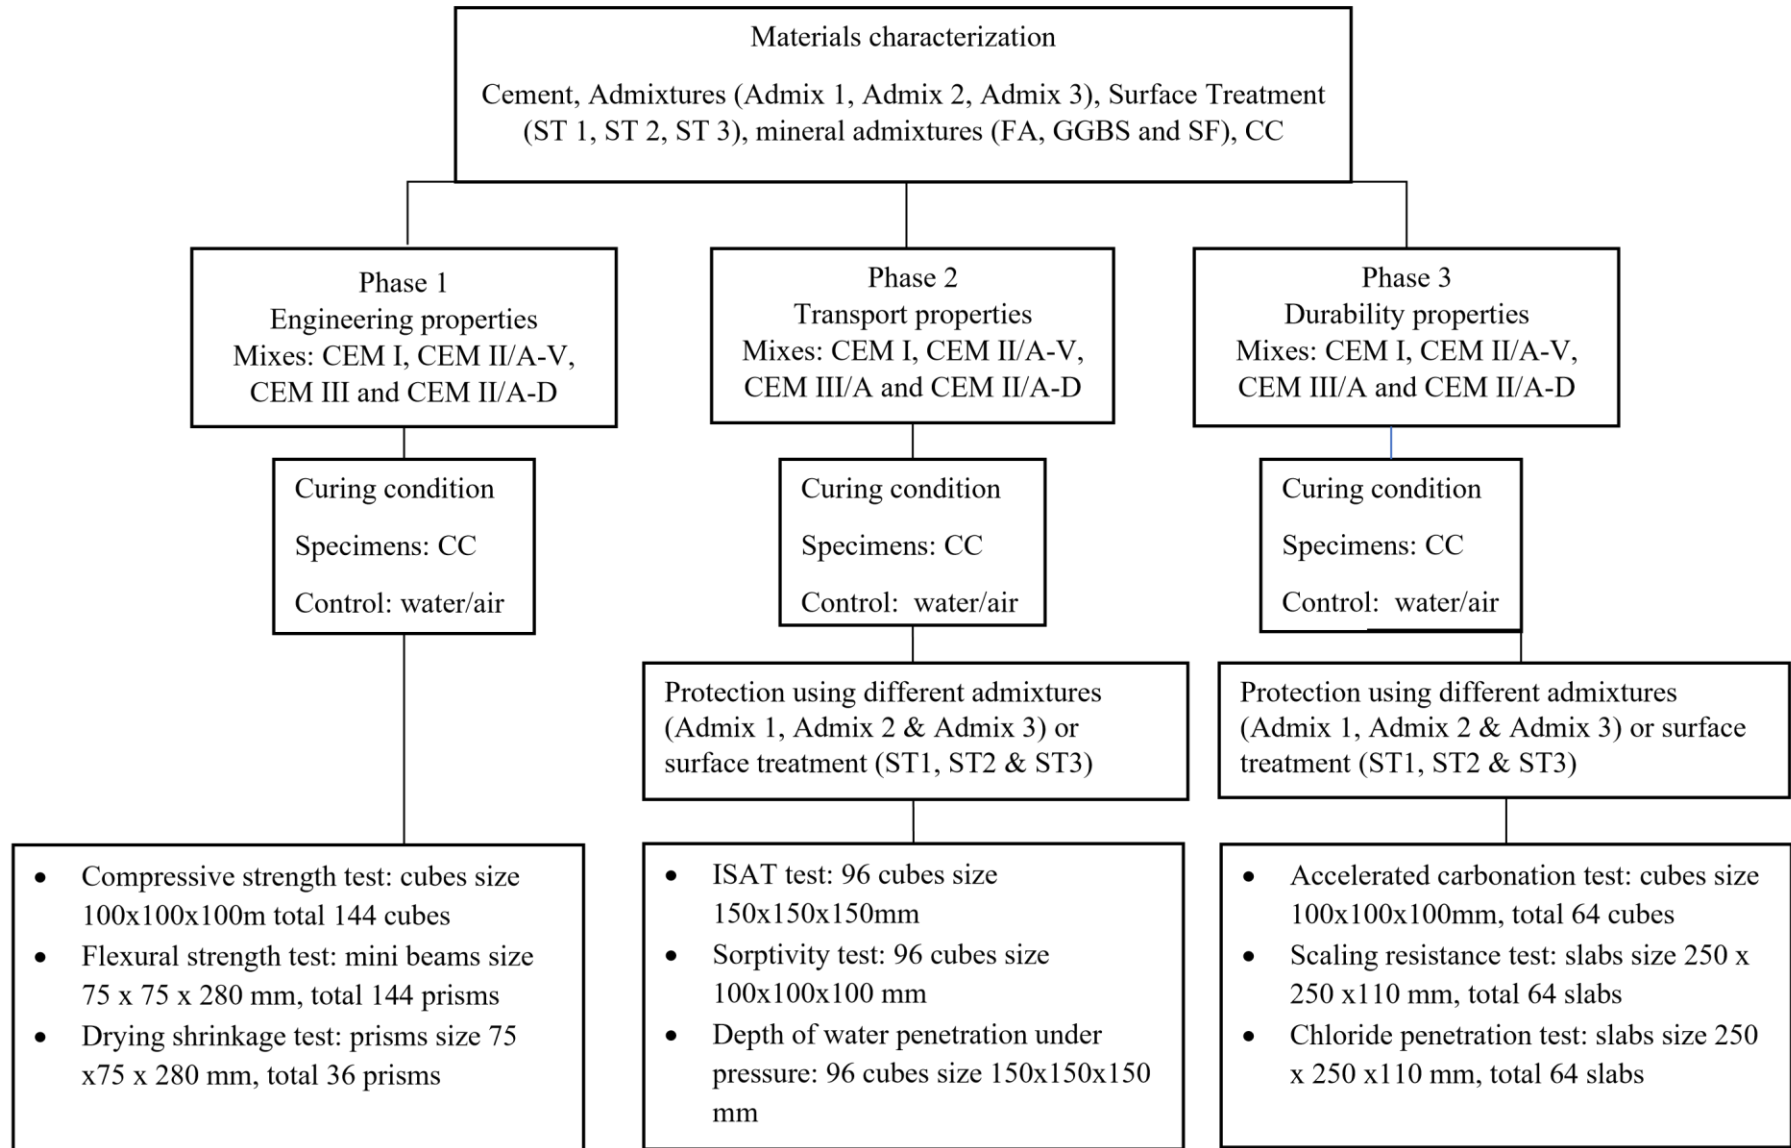 Materials characterization
Cement, Admixtures (Admix 1, Admix 2, Admix 3), Surface Treatment
(ST 1, ST 2, ST 3), mineral admixtures (FA, GGBS and SF), CC
Phase 1
Engineering properties
Mixes: CEM I, CEM II/A-V,
CEM III and CEM II/A-D
Phase 2
Transport properties
Mixes: CEM I, CEM II/A-V,
CEM III/A and CEM II/A-D
Phase 3
Durability properties
Mixes: CEM I, CEM II/A-V,
CEM III/A and CEM II/A-D
Curing condition
Specimens: CC
Control: water/air
Curing condition
Specimens: CC
Control:  water/air
Curing condition
Specimens: CC
Control:  water/air
Protection using different admixtures
(Admix 1, Admix 2 & Admix 3) or
surface treatment (ST1, ST2 & ST3)
Protection using different admixtures
(Admix 1, Admix 2 & Admix 3) or surface
treatment (ST1, ST2 & ST3)
• Compressive strength test: cubes size
100x100x100m total 144 cubes
• Flexural strength test: mini beams size
75 x 75 x 280 mm, total 144 prisms
• Drying shrinkage test: prisms size 75
x75 x 280 mm, total 36 prisms
• ISAT test: 96 cubes size
150x150x150mm
• Sorptivity test: 96 cubes size
100x100x100 mm
• Depth of water penetration under
pressure: 96 cubes size 150x150x150
mm
• Accelerated carbonation test: cubes size
100x100x100mm, total 64 cubes
• Scaling resistance test: slabs size 250 x
250 x110 mm, total 64 slabs
• Chloride penetration test: slabs size 250
x 250 x110 mm, total 64 slabs